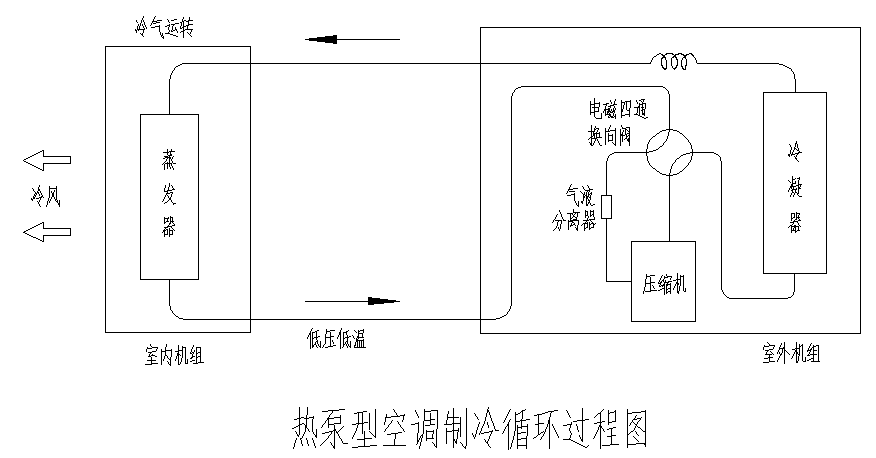 冷气运转
电磁四通
换向阀
蒸发器
冷凝器
冷风
气液
分离器
压缩机
低压低温
室内机组
室外机组
热泵型空调制冷循环过程图